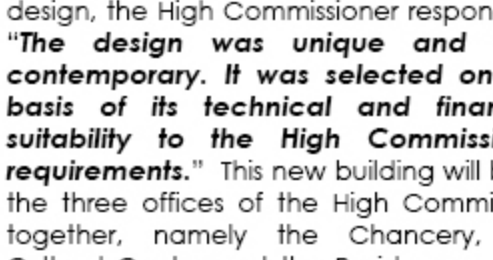 design, the High Commissioner respon
“The design was unique and
contemporary. It was selected on
basis of its technical and finan
suitability to the High Commiss
requirements.” This new building will
the three offices of the High Commi
together, namely the Chancery,